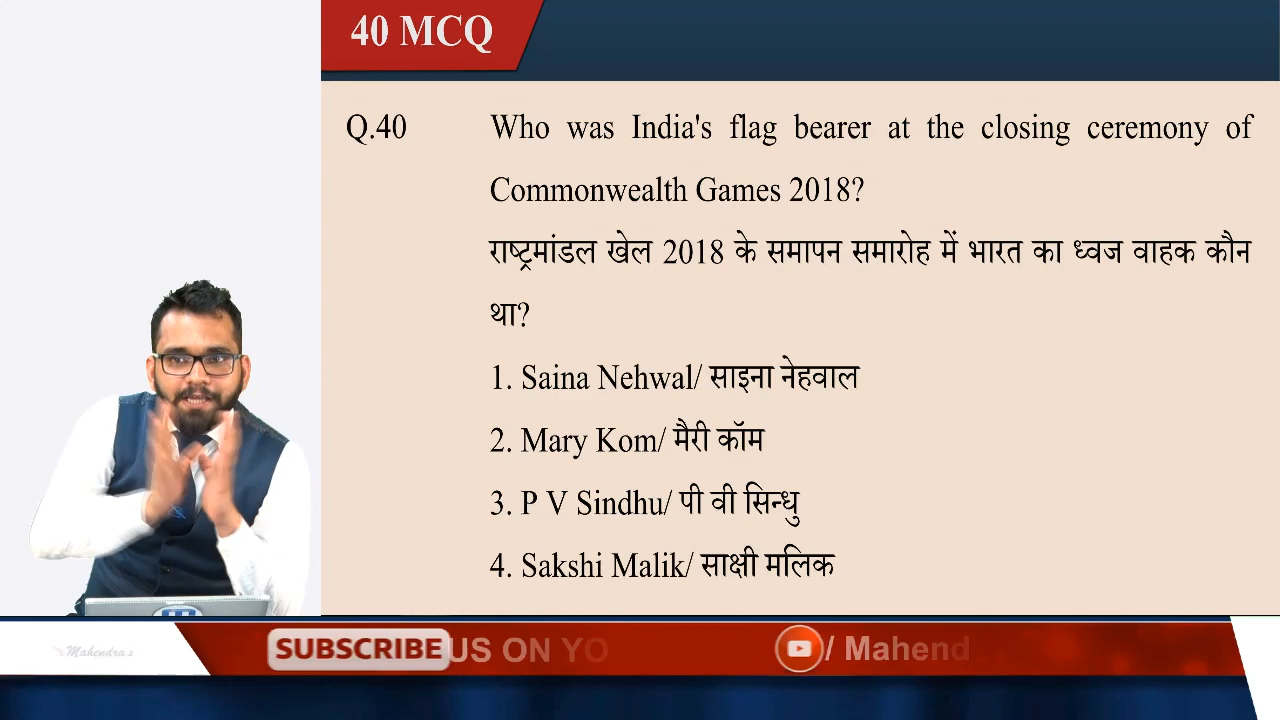 40 MCQ
Q.40 Who was India's flag bearer at the closing ceremony of
Commonwealth Games 2018?
राष्ट्रमांडल खेल 2018 के समापन समारोह में भारत का ध्वज वाहक कौन
था?
1. Saina Nehwal/ साइना नेहवाल
2. Mary Kom/ मैरी कॉम
3. P V Sindhu/ पी वी सिन्धु
4. Sakshi Malik/ साक्षी मलिक
Mahendra's
SUBSCRIBE US ON YO
/ Mahend